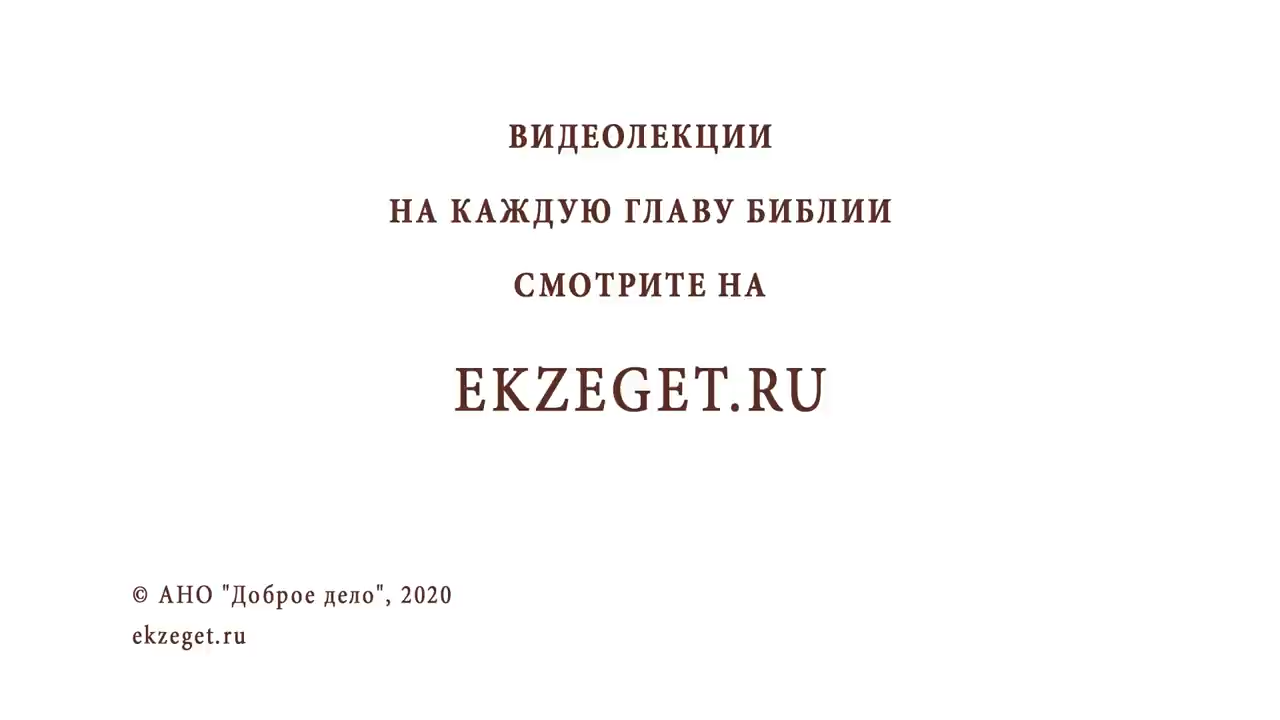 ВИДЕОЛЕКЦИИ
НА КАЖДУЮ ГЛАВУ БИБЛИИ
СМОТРИТЕ НА
EKZEGET.RU
© АНО "Доброе дело", 2020
ekzeget.ru